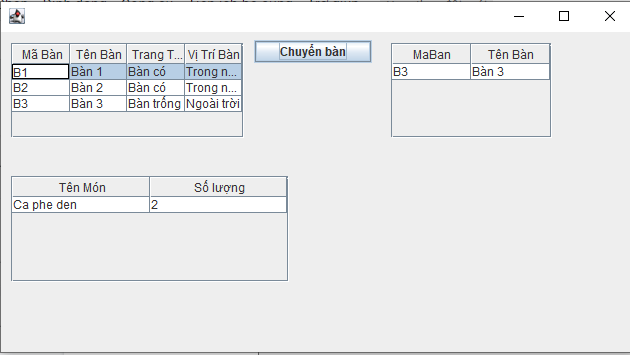 Mã Bàn Tên Bàn Trang T... Vị Trí Bàn
B1 Bàn 1 Bàn có Trong n...
B2 Bàn 2 Bàn có Trong n...
B3 Bàn 3 Bàn trống Ngoài trời
Chuyển bàn
MaBan Tên Bàn
B3 Bàn 3
Tên Món Số lượng
Ca phe den 2